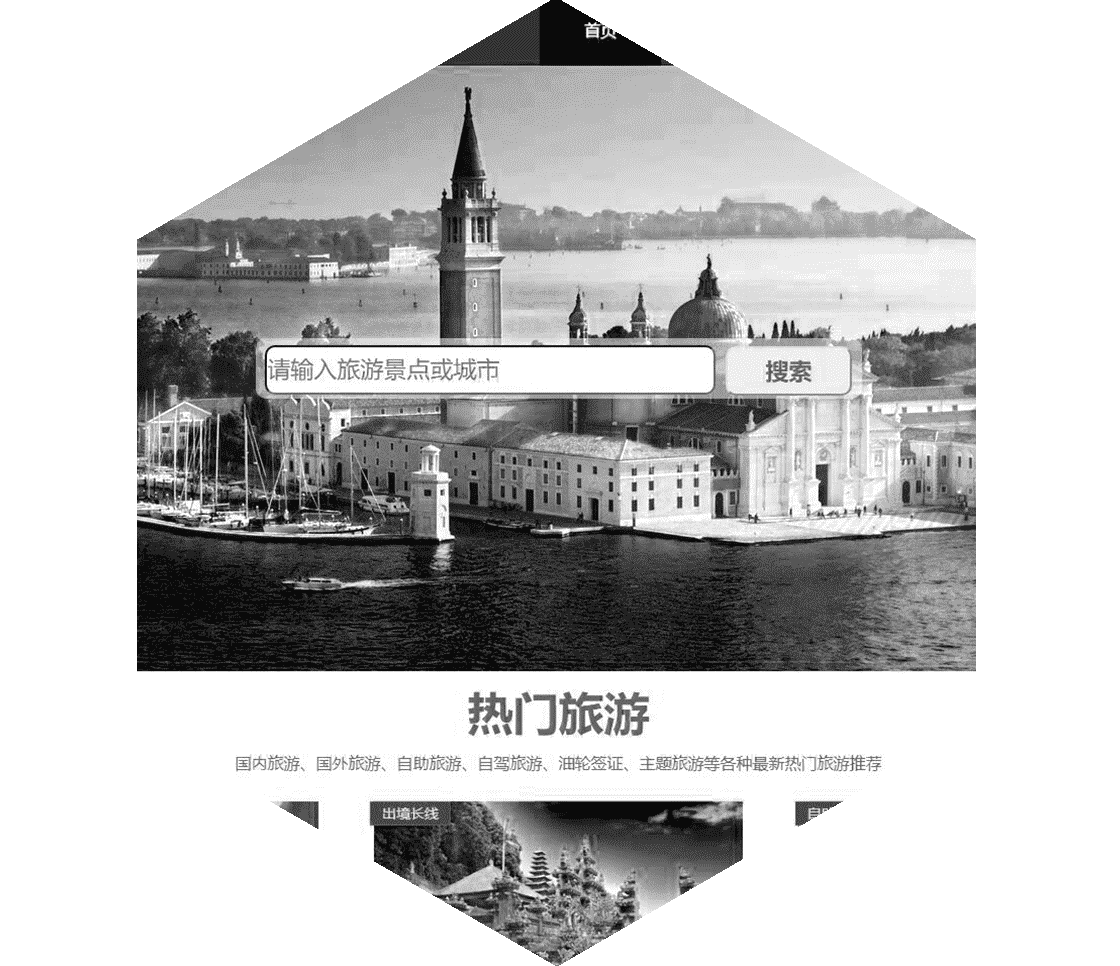 首页
请输入旅游景点或城市
搜索
热门旅游
国内旅游、国外旅游、自助旅游、自驾旅游、油轮签证、主题旅游等各种最新热门旅游推荐
出境长线